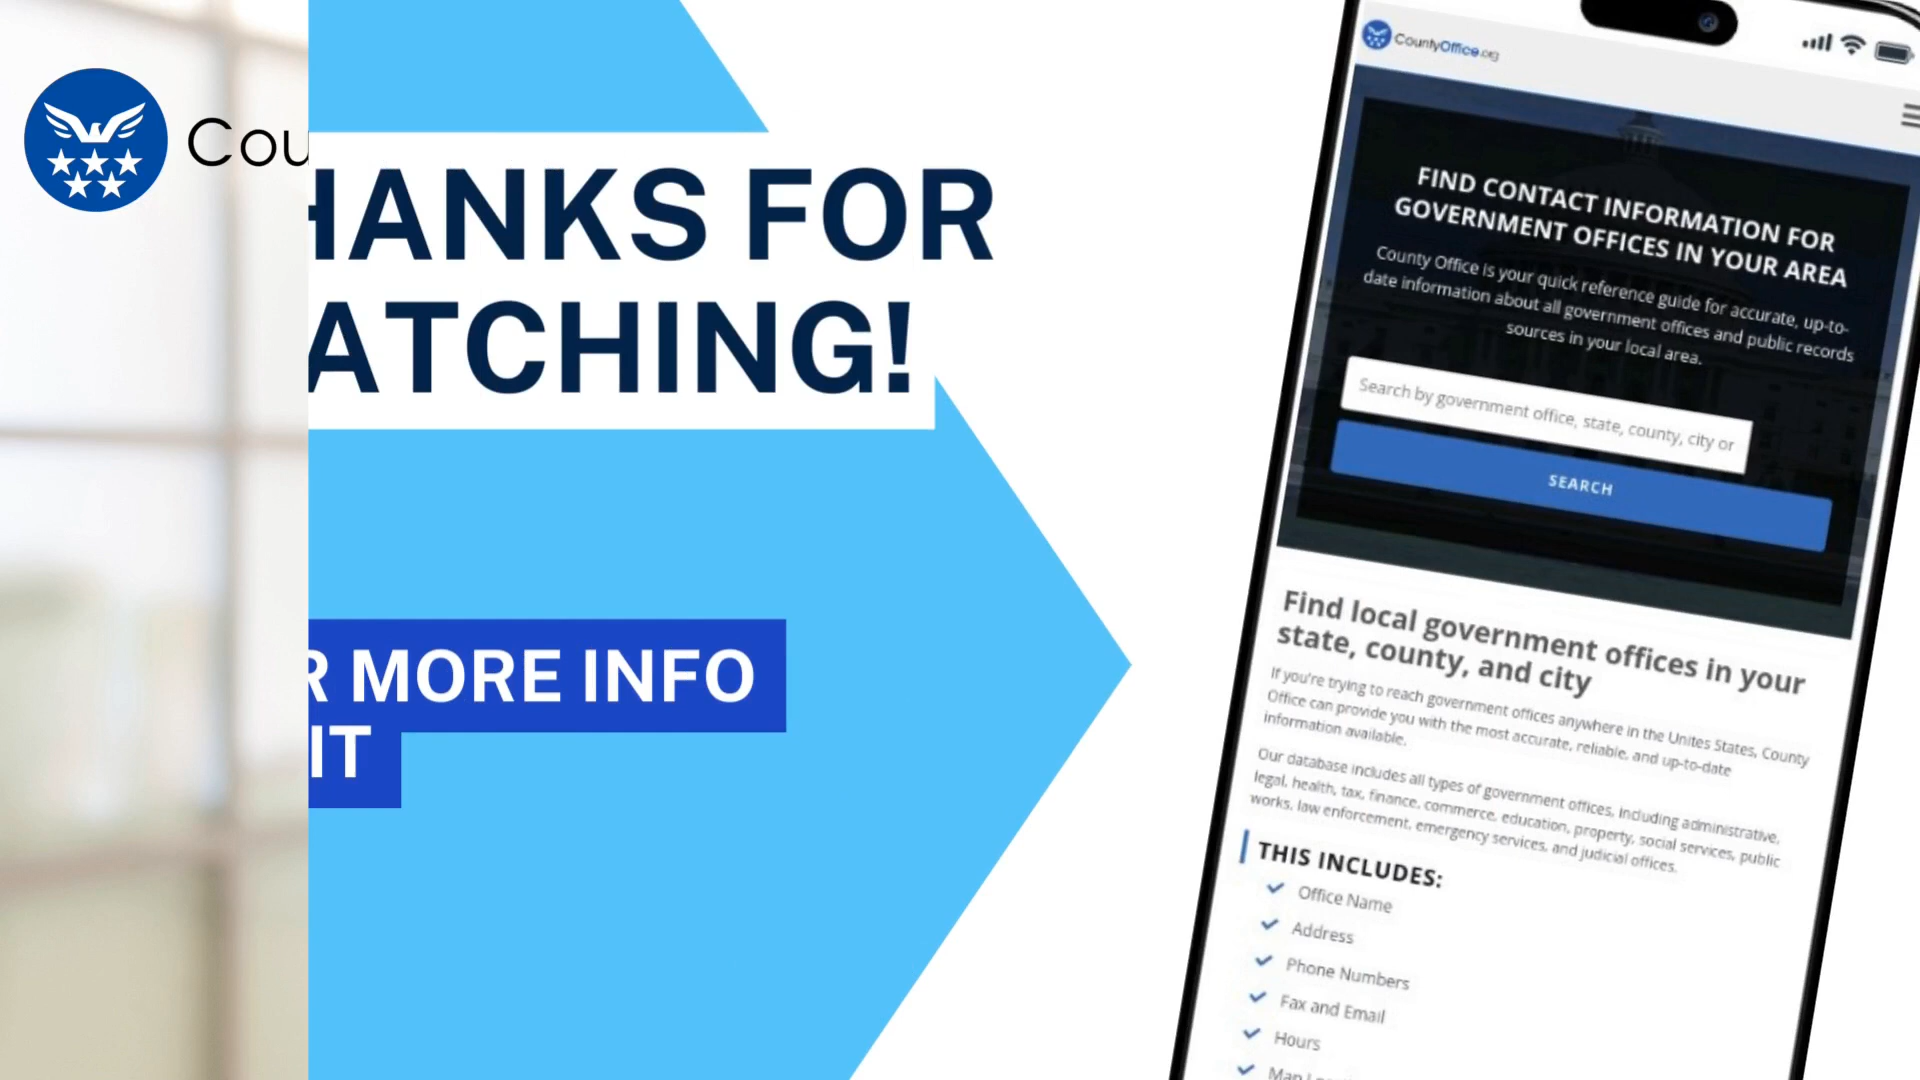 Cou
HANKS FOR
ATCHING!
R MORE INFO
IT
CountyOffice.org
FIND CONTACT INFORMATION FOR
GOVERNMENT OFFICES IN YOUR AREA
County Office is your quick reference guide for accurate, up-to-
date information about all government offices and public records
sources in your local area.
Search by government office, state, county, city or
SEARCH
Find local government offices in your
state, county, and city
If you're trying to reach government offices anywhere in the Unites States, County
Office can provide you with the most accurate, reliable, and up-to-date
information available.
Our database includes all types of government offices, including administrative,
legal, health, tax, finance, commerce, education, property, social services, public
works, law enforcement, emergency services, and judicial offices.
THIS INCLUDES:
Office Name
Address
Phone Numbers
Fax and Email
Hours
Map